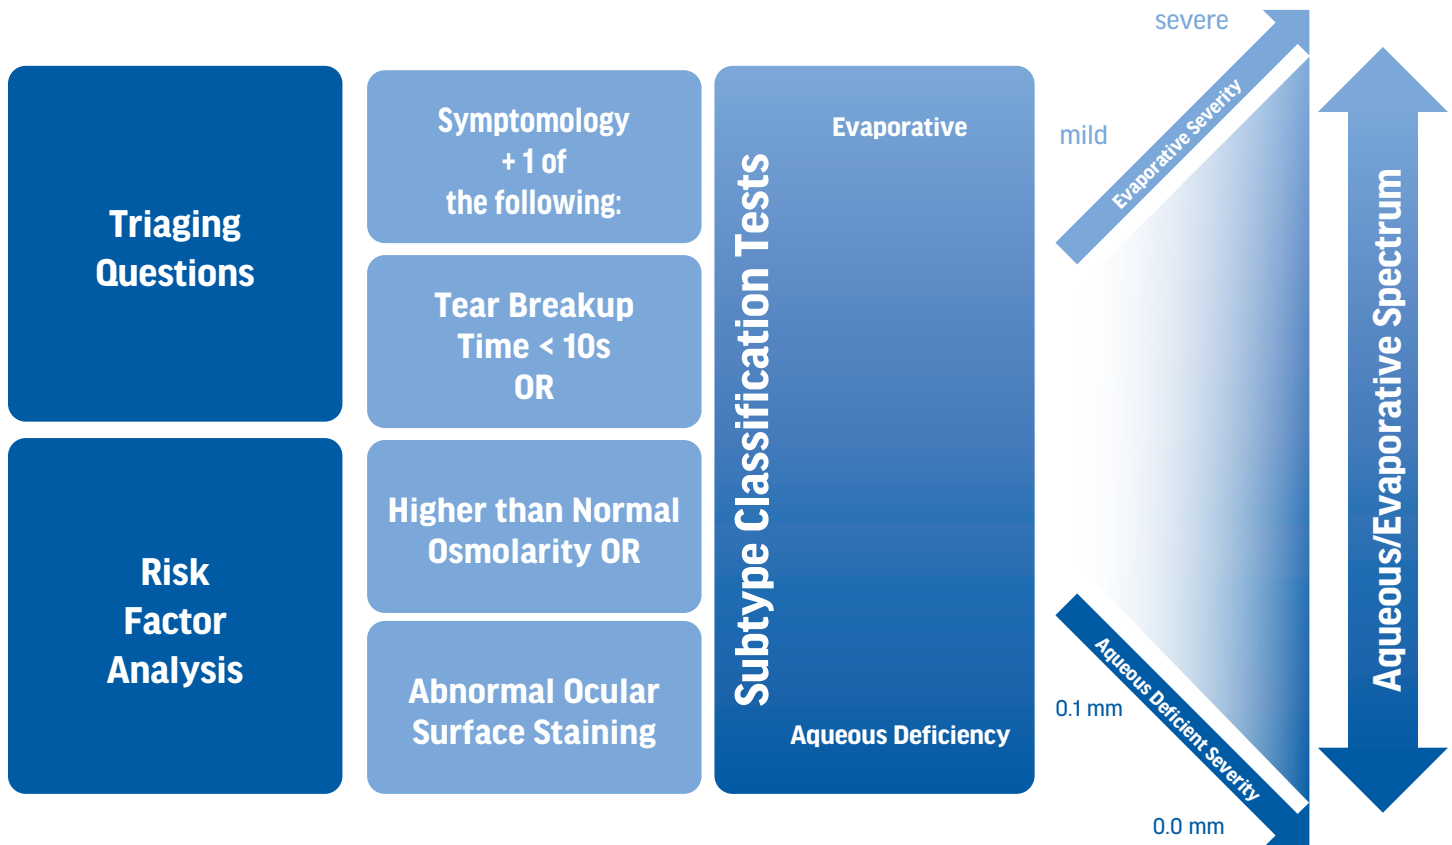 Triaging
Questions
Risk
Factor
Analysis
Symptomology
+ 1 of
the following:
Tear Breakup
Time < 10s
OR
Higher than Normal
Osmolarity OR
Abnormal Ocular
Surface Staining
Subtype Classification Tests
Evaporative
Aqueous Deficiency
severe
mild
Evaporative Severity
0.1 mm
Aqueous Deficient Severity
0.0 mm
Aqueous/Evaporative Spectrum